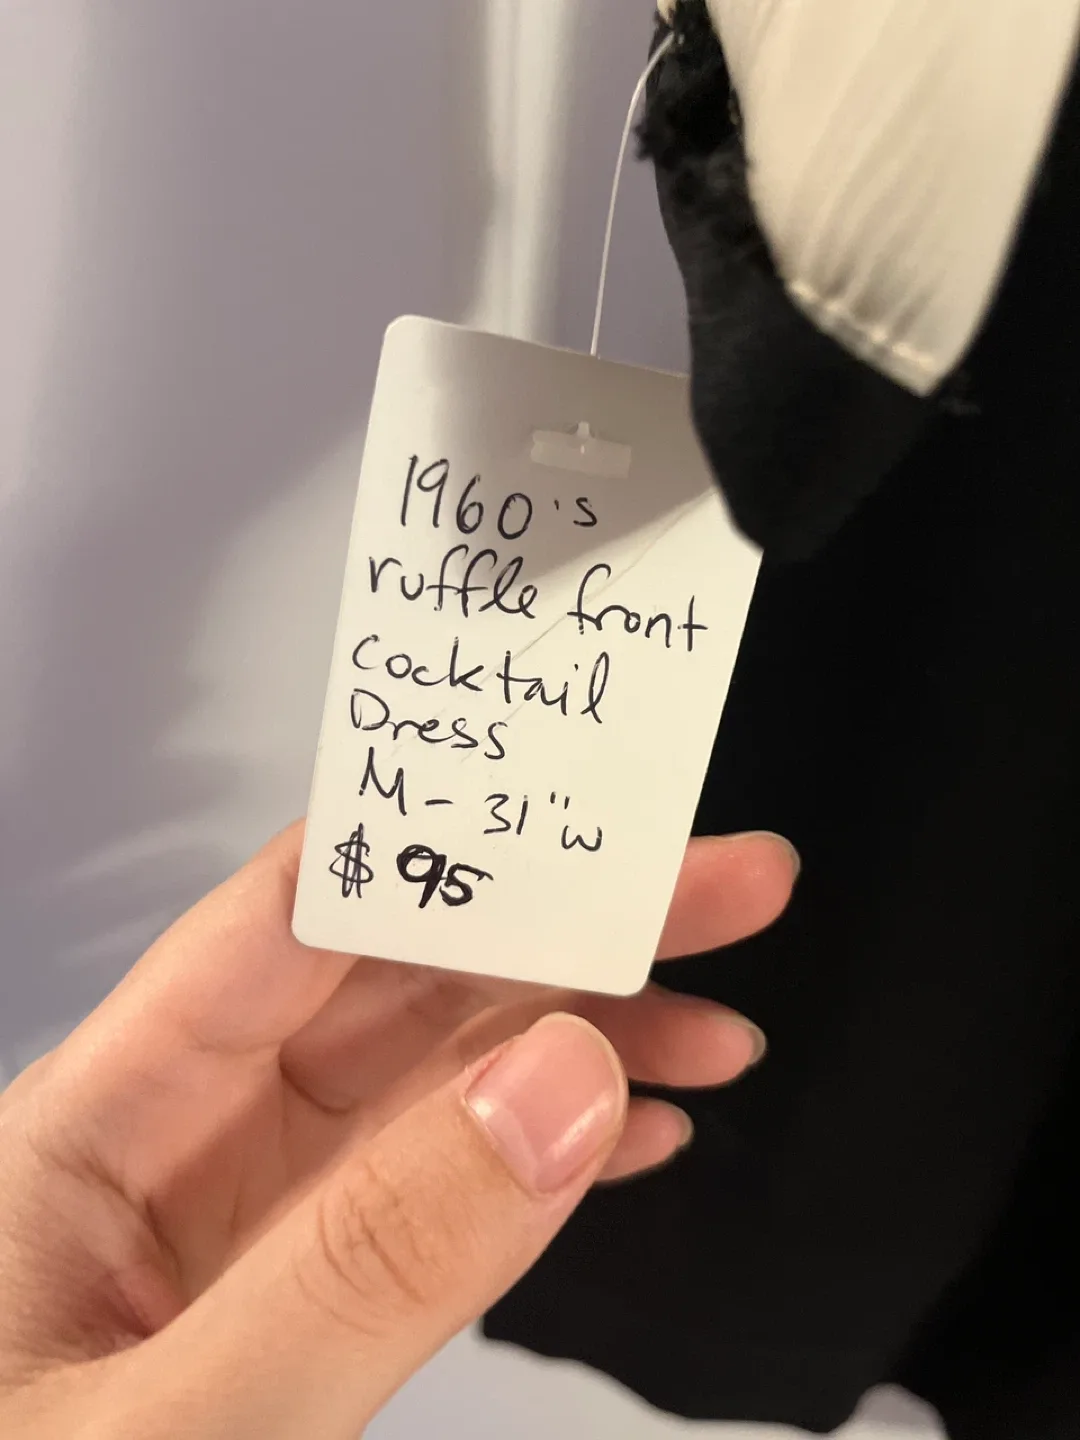 1960's
ruffle front
cocktail
Dress
M - 31"w
$ 95